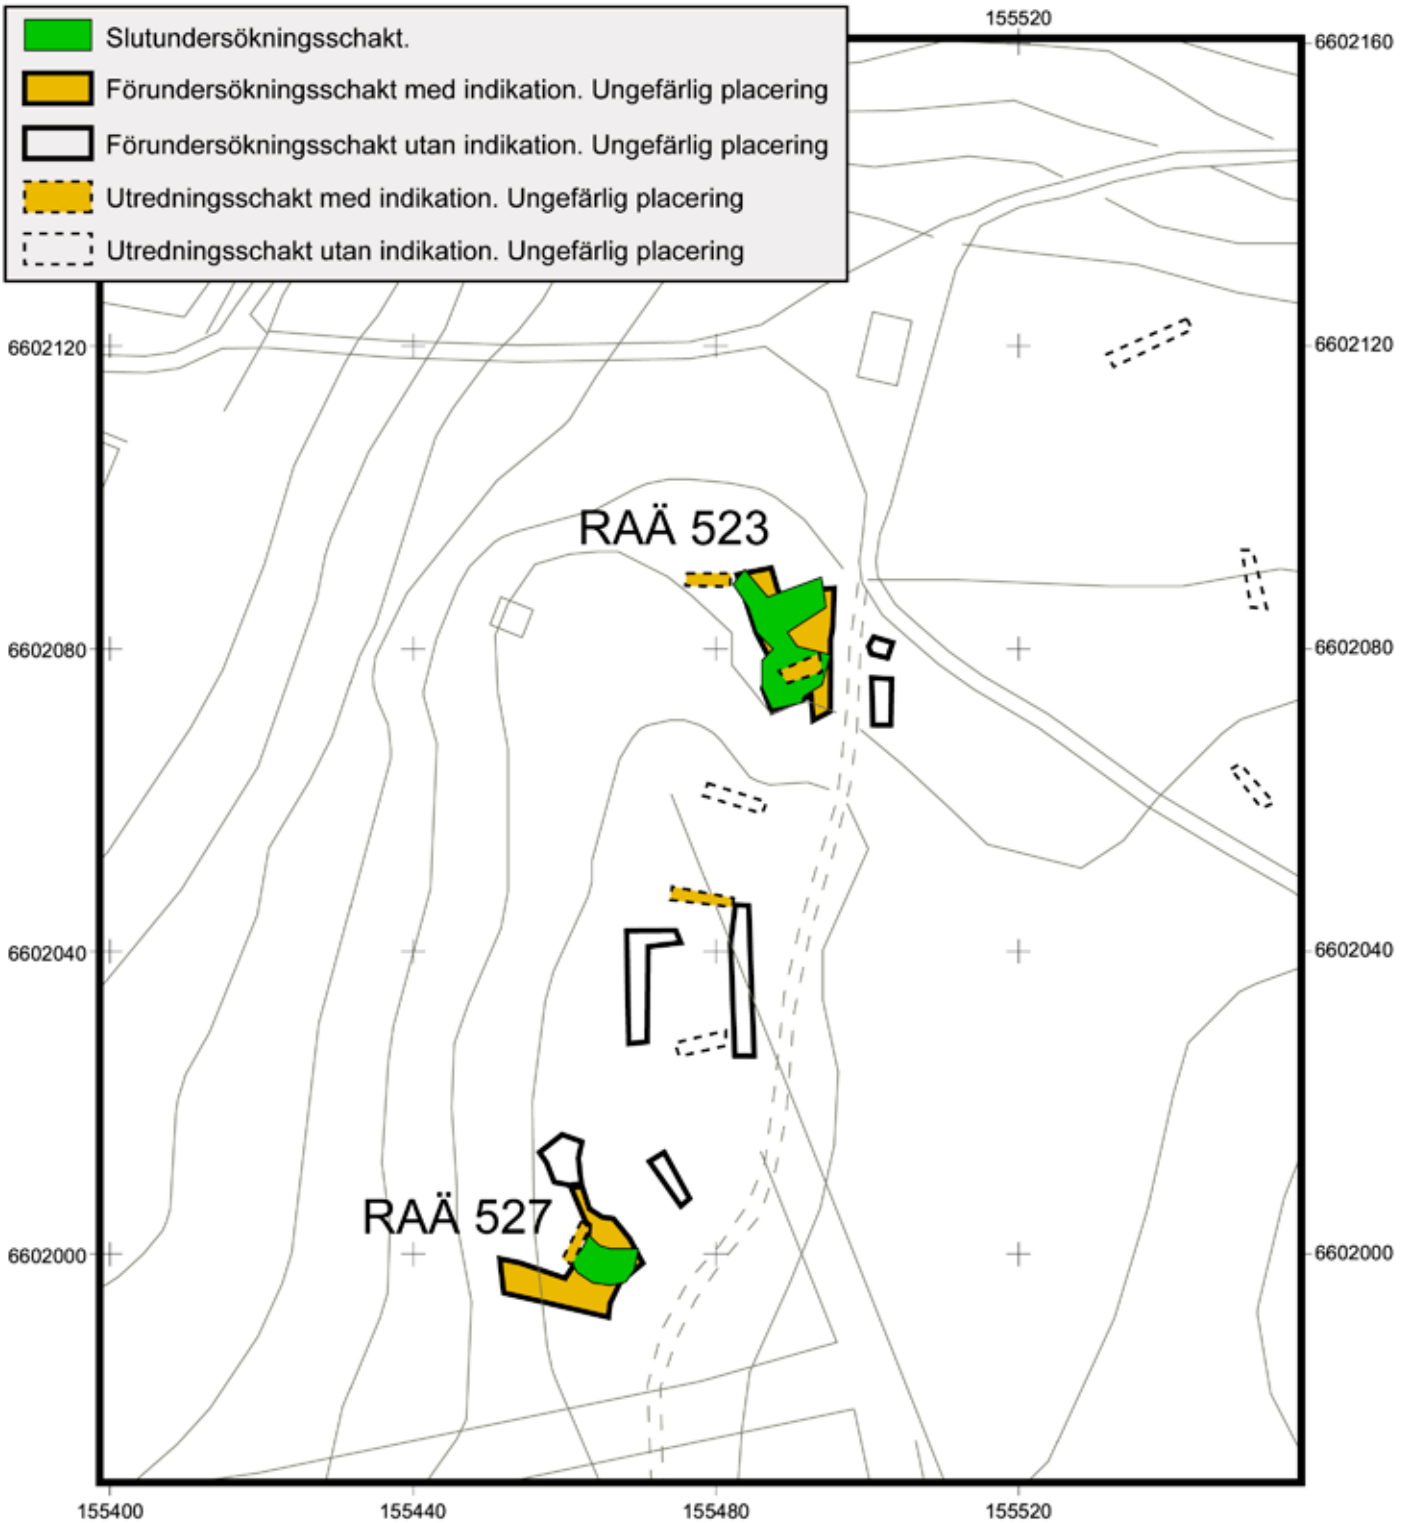 Slutundersökningsschakt.
Förundersökningsschakt med indikation. Ungefärlig placering
Förundersökningsschakt utan indikation. Ungefärlig placering
Utredningsschakt med indikation. Ungefärlig placering
Utredningsschakt utan indikation. Ungefärlig placering
155520
6602160
6602120
6602120
RAÄ 523
6602080
6602080
6602040
6602040
RAÄ 527
6602000
6602000
155400
155440
155480
155520